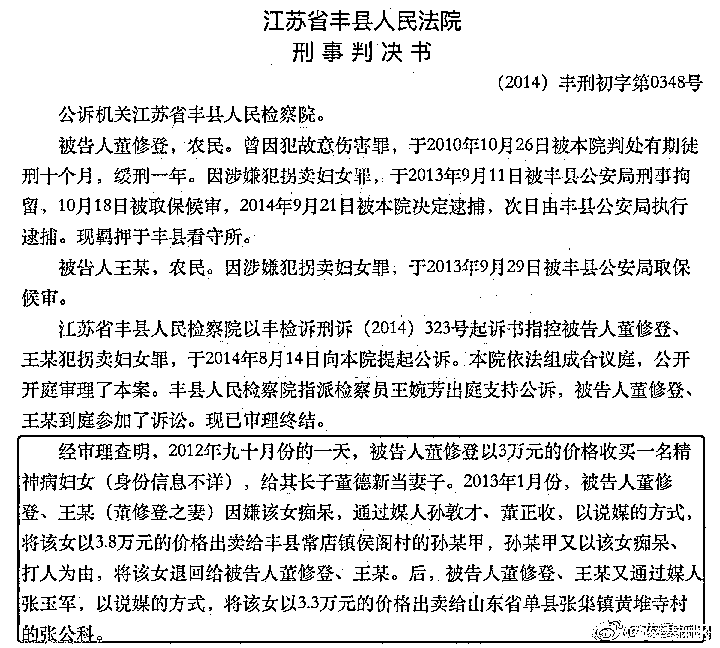 江苏省丰县人民法院
刑事判决书
（2014）丰刑初字第0348号
公诉机关江苏省丰县人民检察院。
被告人董修登，农民。曾因犯故意伤害罪，于2010年10月26日被本院判处有期徒
刑十个月，缓刑一年。因涉嫌犯拐卖妇女罪，于2013年9月11日被丰县公安局刑事拘
留，10月18日被取保候审，2014年9月21日被本院决定逮捕，次日由丰县公安局执行
逮捕。现羁押于丰县看守所。
被告人王某，农民。因涉嫌犯拐卖妇女罪，于2013年9月29日被丰县公安局取保
候审。
江苏省丰县人民检察院以丰检诉刑诉（2014）323号起诉书指控被告人董修登、
王某犯拐卖妇女罪，于2014年8月14日向本院提起公诉。本院依法组成合议庭，公开
开庭审理了本案。丰县人民检察院指派检察员王婉芳出庭支持公诉，被告人董修登、
王某到庭参加了诉讼。现已审理终结。
经审理查明，2012年九十月份的一天，被告人董修登以3万元的价格收买一名精
神病妇女（身份信息不详），给其长子董德新当妻子。2013年1月份，被告人董修
登、王某（董修登之妻）因嫌该女痴呆，通过媒人孙敦才、董正收，以说媒的方式，
将该女以3.8万元的价格出卖给丰县常店镇侯阁村的孙某甲，孙某甲又以该女痴呆、
打人为由，将该女退回给被告人董修登、王某。后，被告人董修登、王某又通过媒人
张玉军，以说媒的方式，将该女以3.3万元的价格出卖给山东省单县张集镇黄堆寺村
的张公科。